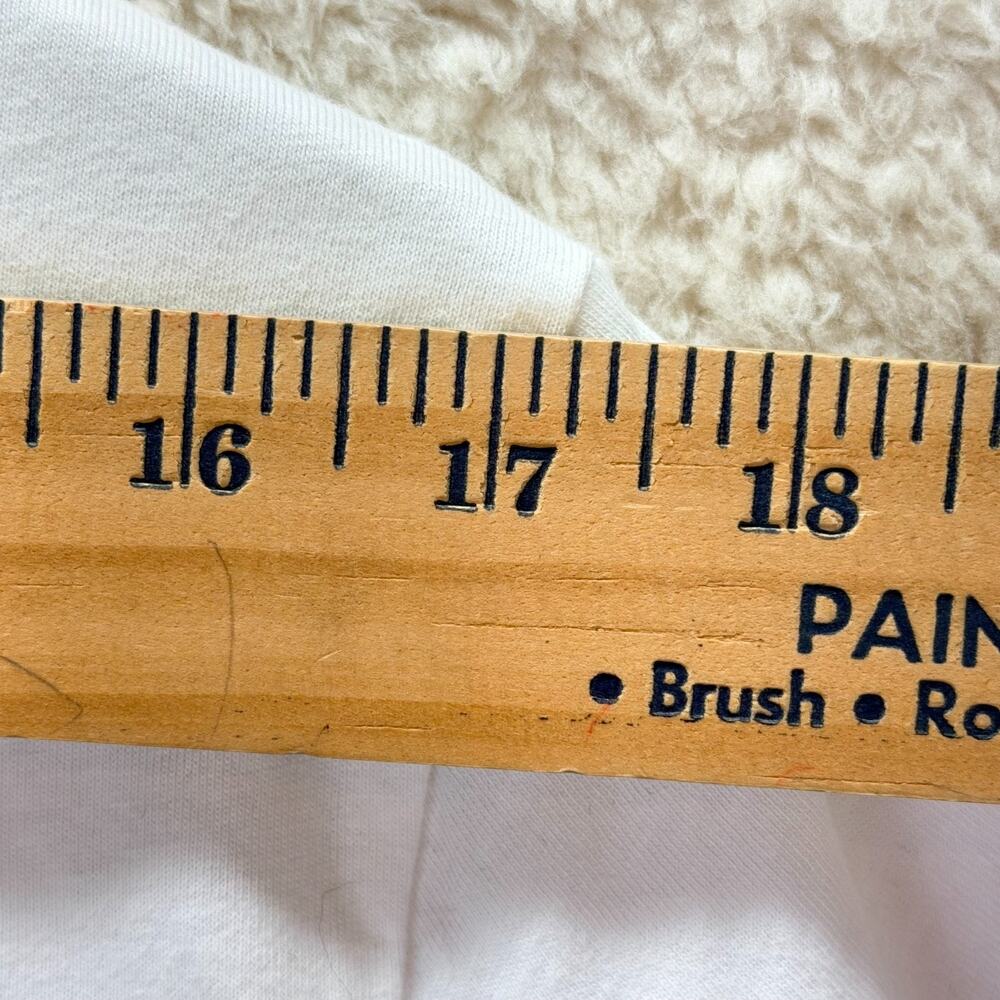 16 17 18
PAIN
• Brush • Ro